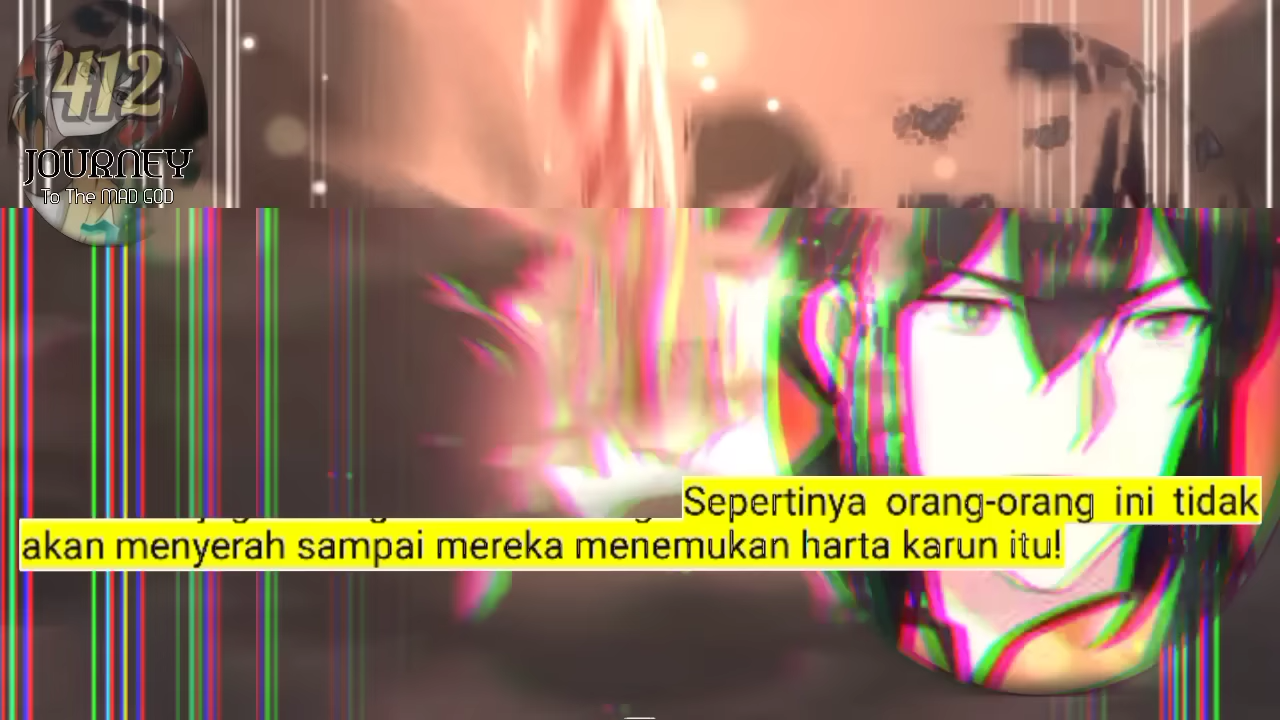 412
JOURNEY
To The MAD GOD
Sepertinya orang-orang ini tidak
akan menyerah sampai mereka menemukan harta karun itu!